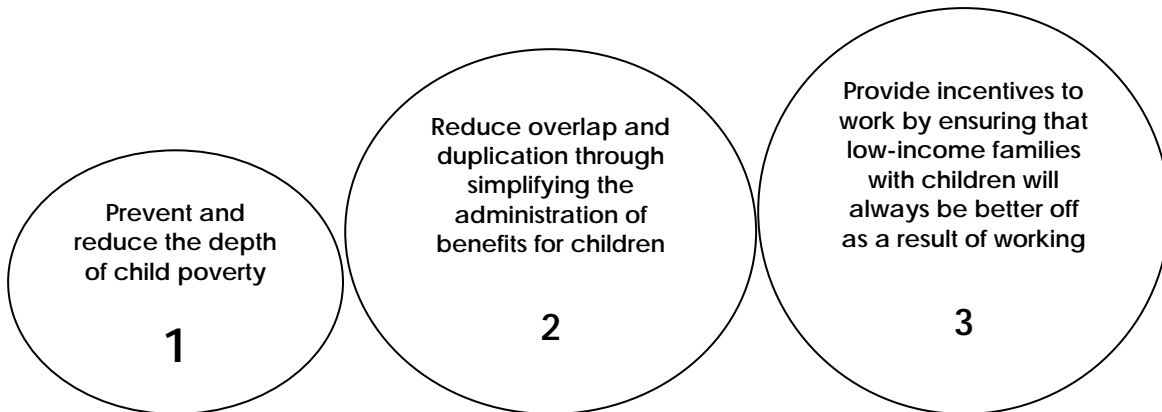 Prevent and
reduce the depth
of child poverty
1
Reduce overlap and
duplication through
simplifying the
administration of
benefits for children
2
Provide incentives to
work by ensuring that
low-income families
with children will
always be better off
as a result of working
3